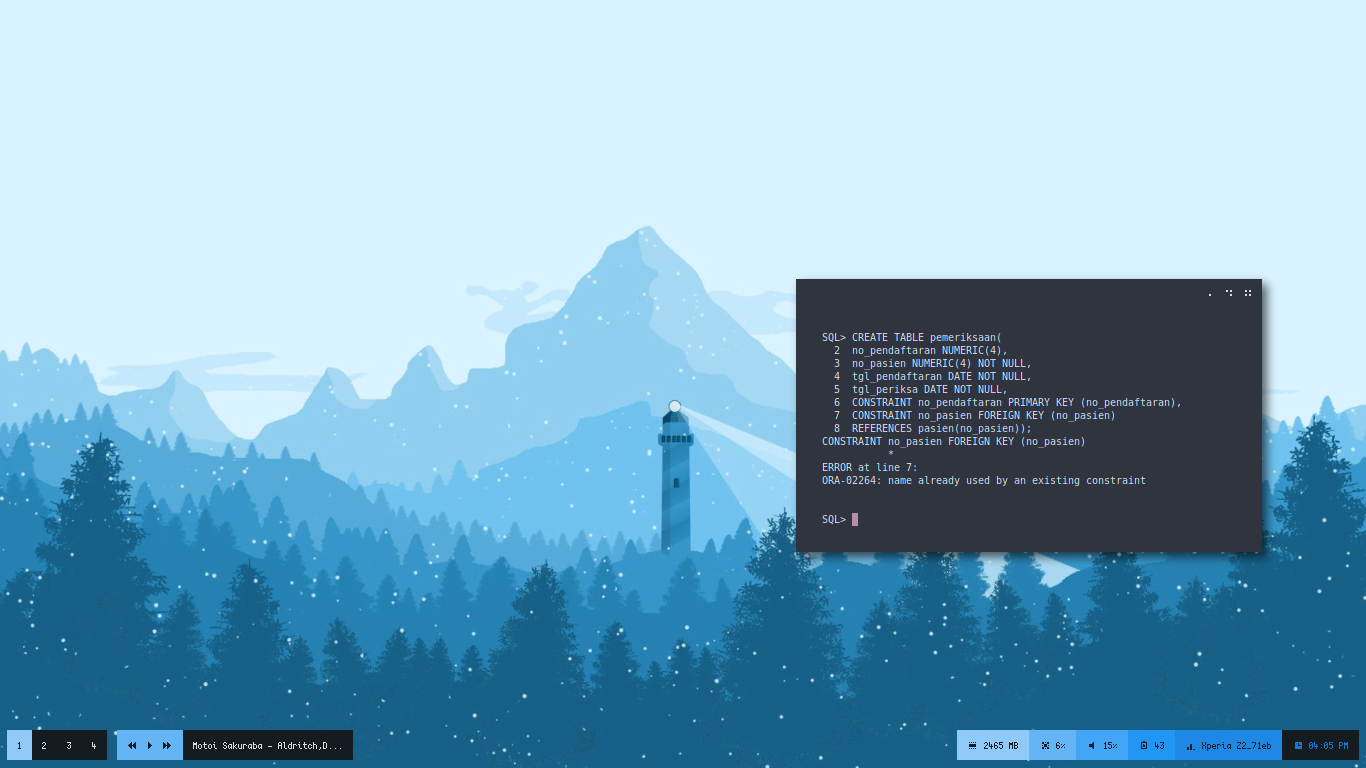 SQL> CREATE TABLE pemeriksaan(
2 no_pendaftaran NUMERIC(4),
3 no_pasien NUMERIC(4) NOT NULL,
4 tgl_pendaftaran DATE NOT NULL,
5 tgl_periksa DATE NOT NULL,
6 CONSTRAINT no_pendaftaran PRIMARY KEY (no_pendaftaran),
7 CONSTRAINT no_pasien FOREIGN KEY (no_pasien)
8 REFERENCES pasien(no_pasien));
CONSTRAINT no_pasien FOREIGN KEY (no_pasien)
*
ERROR at line 7:
ORA-02264: name already used by an existing constraint
SQL>
1 2 3 4 Motoi Sakuraba - Aldritch,D... 2465 MB 6% 15% 43 Xperia Z2_71eb 04:05 PM